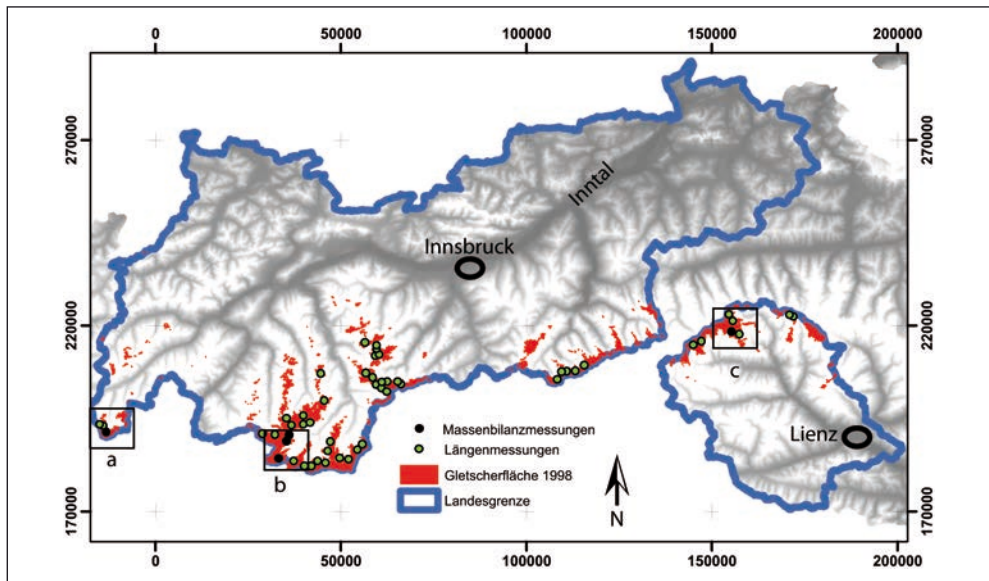 0 50000 100000 150000 200000
270000 270000
Inntal
Innsbruck
220000 220000
c
Massenbilanzmessungen
Längenmessungen
Lienz
a
b
Gletscherfläche 1998
Landesgrenze
N
170000 170000
0 50000 100000 150000 200000